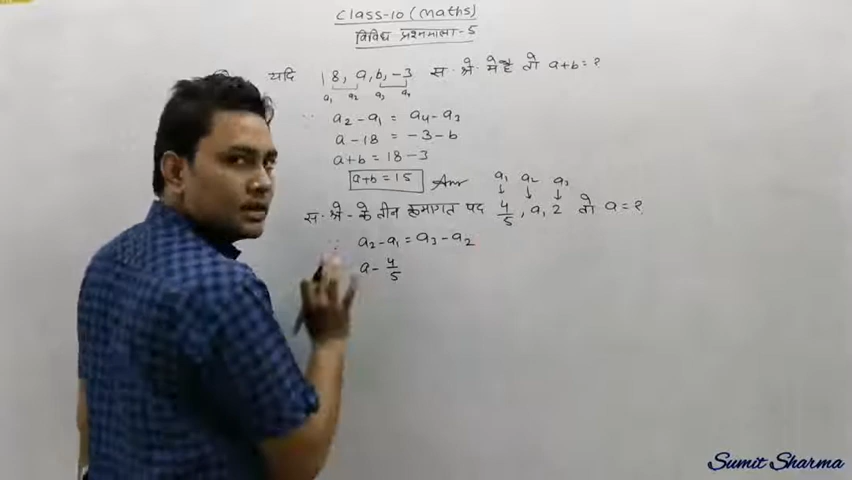 Class-10 (Maths)
विविध प्रश्नमाला-5
यदि 18, a, b, -3 स. श्रे. में है तो a+b = ?
a₁ a₂ a₃ a₄
∵ a₂-a₁ = a₄-a₃
a-18 = -3-b
a+b = 18-3
a+b = 15 Ans
a₁ a₂ a₃
↓ ↓ ↓
स. श्रे. के तीन क्रमागत पद 4/5, a, 2 तो a = ?
∵ a₂-a₁ = a₃-a₂
a - 4/5
Sumit Sharma